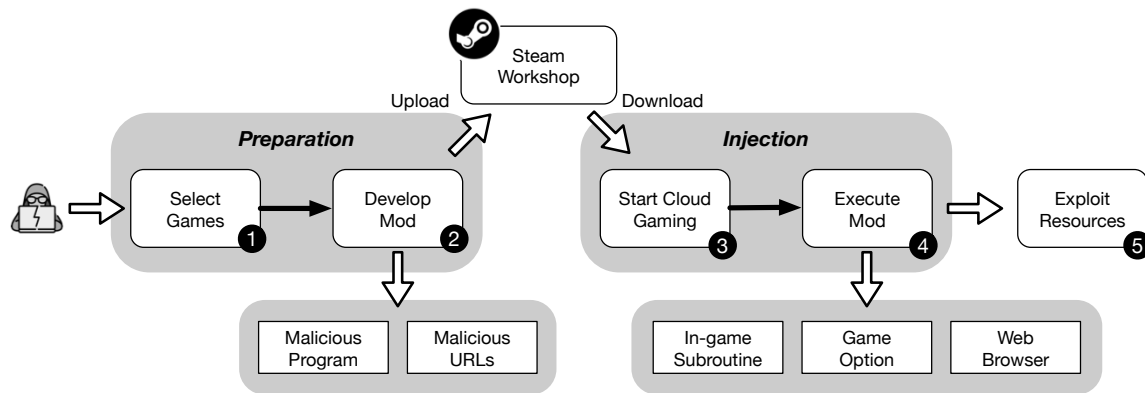 Steam
Workshop
Upload
Download
Preparation
Injection
Select
Games
1
Develop
Mod
2
Start Cloud
Gaming
3
Execute
Mod
4
Exploit
Resources
5
Malicious
Program
Malicious
URLs
In-game
Subroutine
Game
Option
Web
Browser